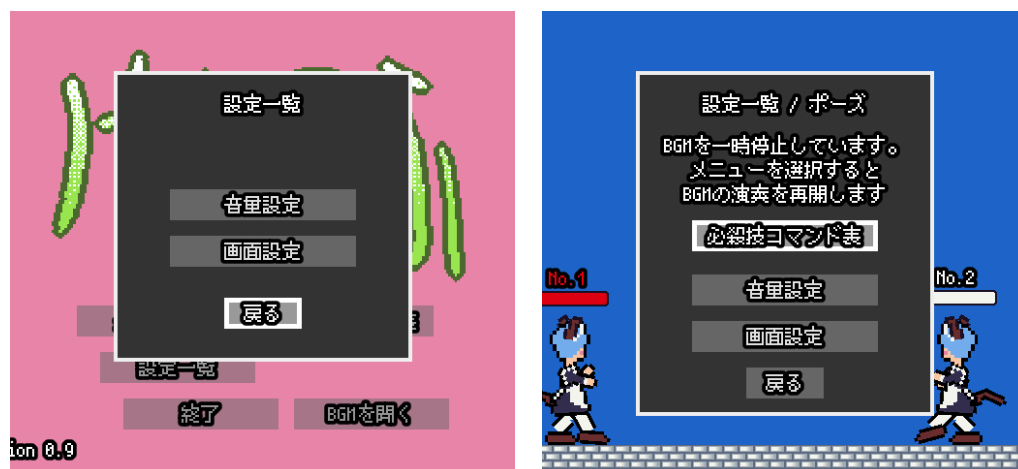 設定一覧
音量設定
画面設定
戻る
設定一覧
終了
BGMを聞く
ion 0.9
設定一覧 / ポーズ
BGMを一時停止しています。
メニューを選択すると
BGMの演奏を再開します
必殺技コマンド表
No.1
No.2
音量設定
画面設定
戻る